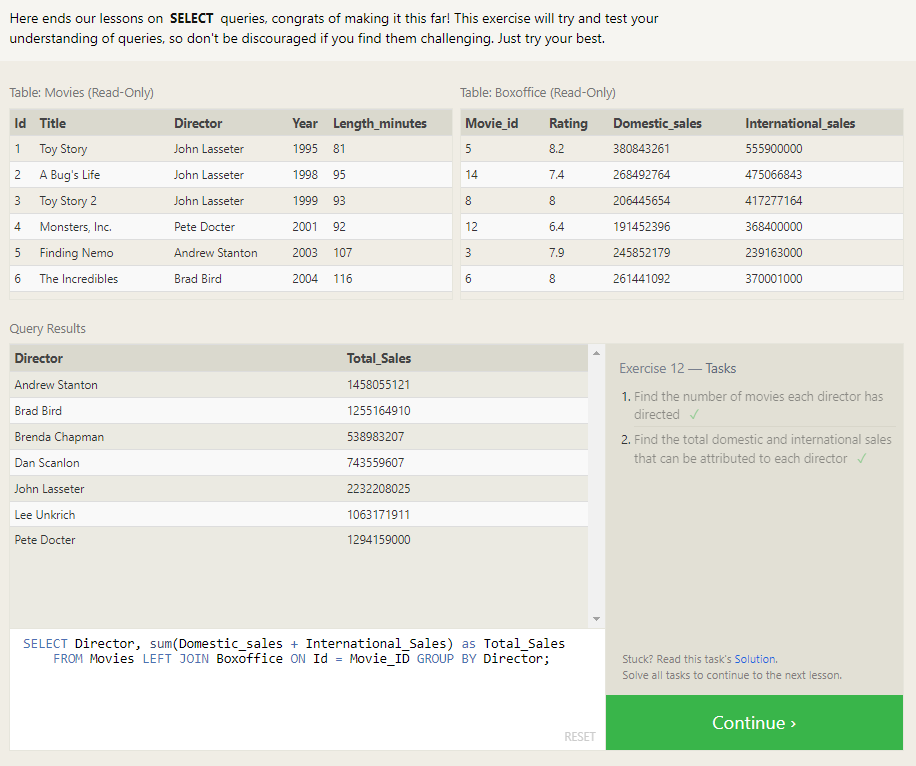 Here ends our lessons on SELECT queries, congrats of making it this far! This exercise will try and test your
understanding of queries, so don't be discouraged if you find them challenging. Just try your best.
Table: Movies (Read-Only)
Id Title Director Year Length_minutes
1 Toy Story John Lasseter 1995 81
2 A Bug's Life John Lasseter 1998 95
3 Toy Story 2 John Lasseter 1999 93
4 Monsters, Inc. Pete Docter 2001 92
5 Finding Nemo Andrew Stanton 2003 107
6 The Incredibles Brad Bird 2004 116
Table: Boxoffice (Read-Only)
Movie_id Rating Domestic_sales International_sales
5 8.2 380843261 555900000
14 7.4 268492764 475066843
8 8 206445654 417277164
12 6.4 191452396 368400000
3 7.9 245852179 239163000
6 8 261441092 370001000
Query Results
Director Total_Sales
Andrew Stanton 1458055121
Brad Bird 1255164910
Brenda Chapman 538983207
Dan Scanlon 743559607
John Lasseter 2232208025
Lee Unkrich 1063171911
Pete Docter 1294159000
SELECT Director, sum(Domestic_sales + International_Sales) as Total_Sales
FROM Movies LEFT JOIN Boxoffice ON Id = Movie_ID GROUP BY Director;
RESET
Exercise 12 — Tasks
1. Find the number of movies each director has
directed ✓
2. Find the total domestic and international sales
that can be attributed to each director ✓
Stuck? Read this task's Solution.
Solve all tasks to continue to the next lesson.
Continue ›